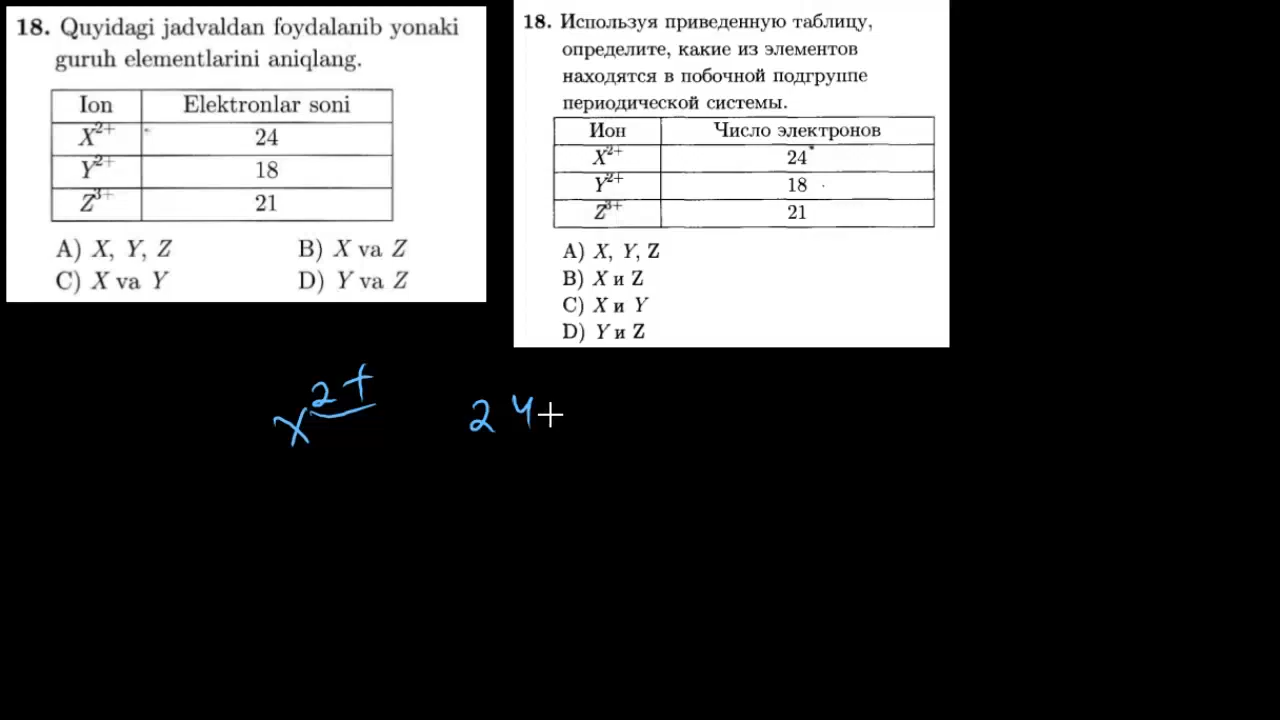 18. Quyidagi jadvaldan foydalanib yonaki
guruh elementlarini aniqlang.
Ion Elektronlar soni
X²⁺ 24
Y²⁺ 18
Z³⁺ 21
A) X, Y, Z B) X va Z
C) X va Y D) Y va Z
18. Используя приведенную таблицу,
определите, какие из элементов
находятся в побочной подгруппе
периодической системы.
Ион Число электронов
X²⁺ 24
Y²⁺ 18
Z³⁺ 21
A) X, Y, Z
B) X и Z
C) X и Y
D) Y и Z
x²⁺ 24